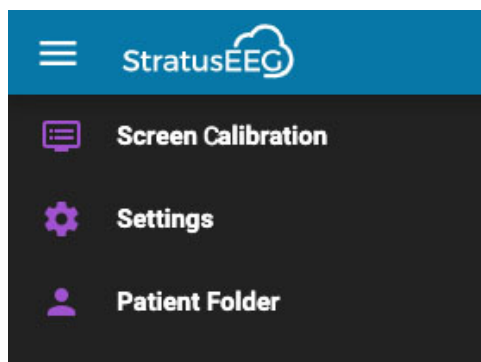 StratusEEG
Screen Calibration
Settings
Patient Folder